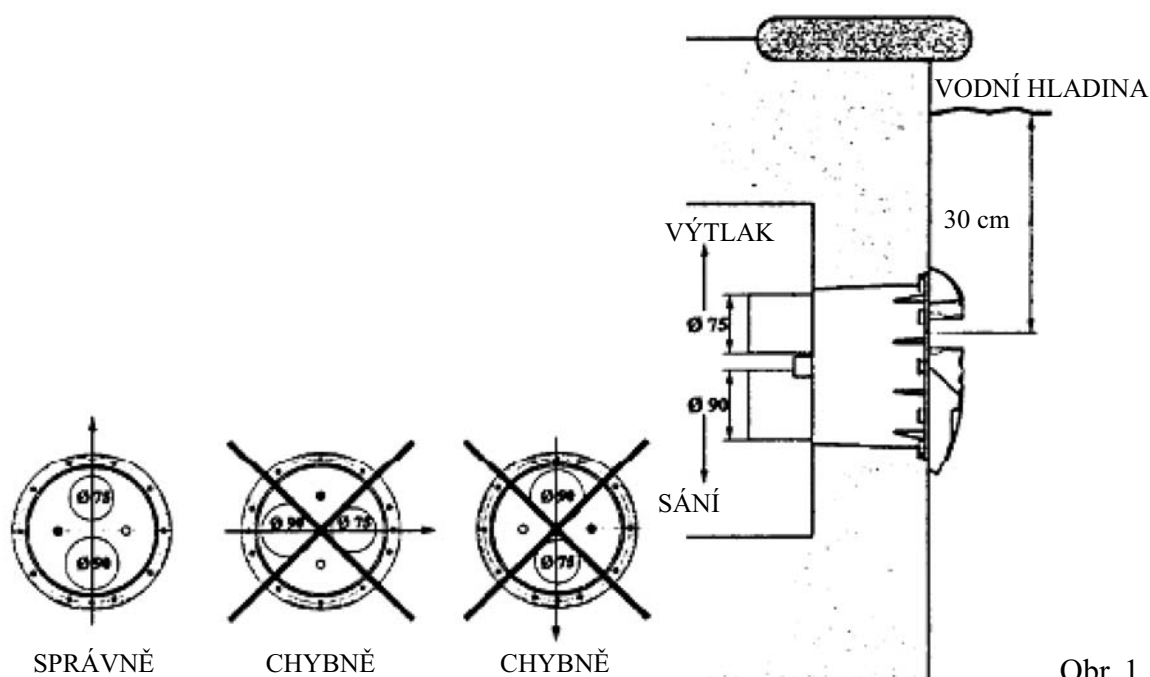 VODNÍ HLADINA
30 cm
VÝTLAK
Ø 75
Ø 90
SÁNÍ
Ø 75
Ø 90
Ø 90 Ø 75
Ø 90
Ø 75
SPRÁVNĚ CHYBNĚ CHYBNĚ
Obr. 1